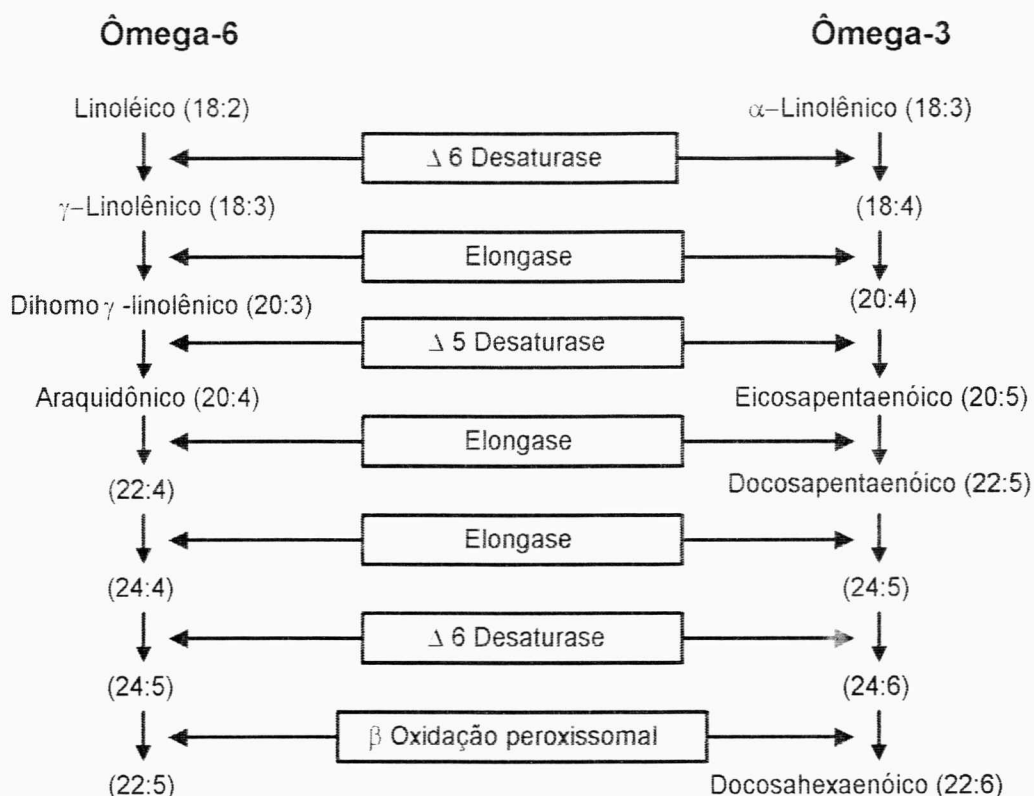 Ômega-6 Ômega-3
Linoléico (18:2) α–Linolênico (18:3)
Δ 6 Desaturase
γ–Linolênico (18:3) (18:4)
Elongase
Dihomo γ -linolênico (20:3) (20:4)
Δ 5 Desaturase
Araquidônico (20:4) Eicosapentaenóico (20:5)
Elongase
(22:4) Docosapentaenóico (22:5)
Elongase
(24:4) (24:5)
Δ 6 Desaturase
(24:5) (24:6)
β Oxidação peroxissomal
(22:5) Docosahexaenóico (22:6)